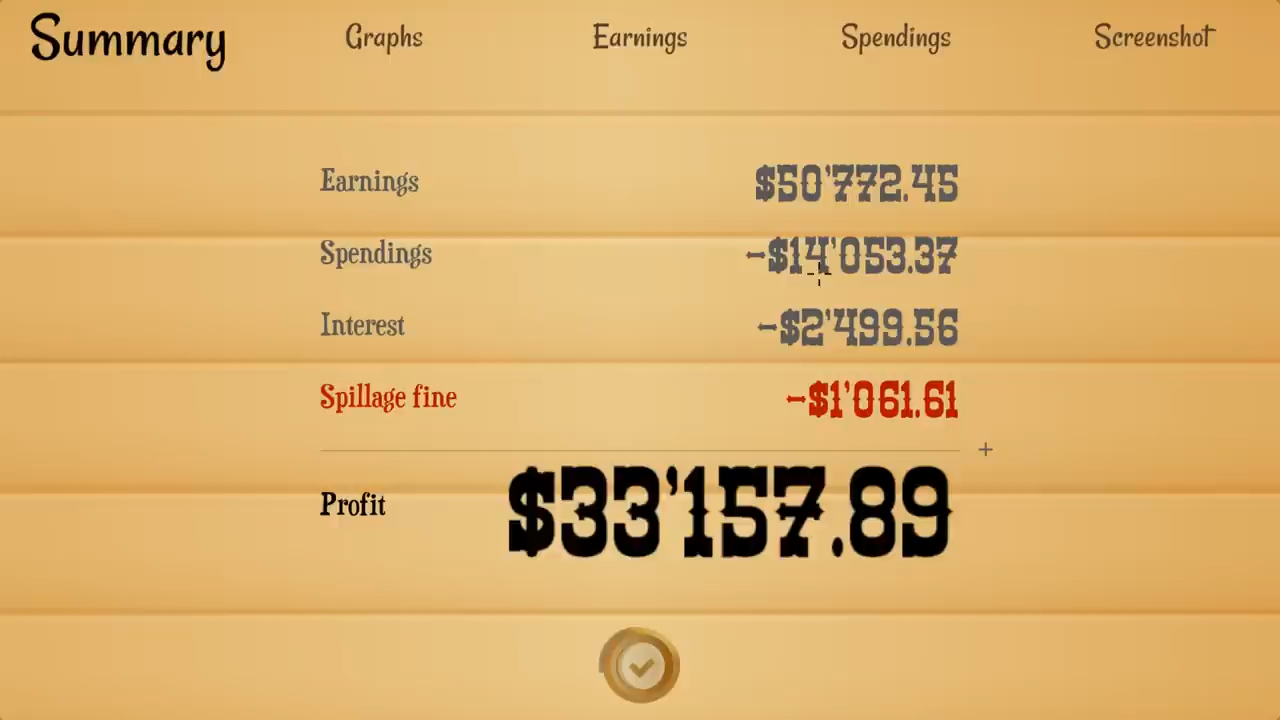 Summary Graphs Earnings Spendings Screenshot
Earnings $50'772.45
Spendings -$14'053.37
Interest -$2'499.56
Spillage fine -$1'061.61
+
Profit $33'157.89